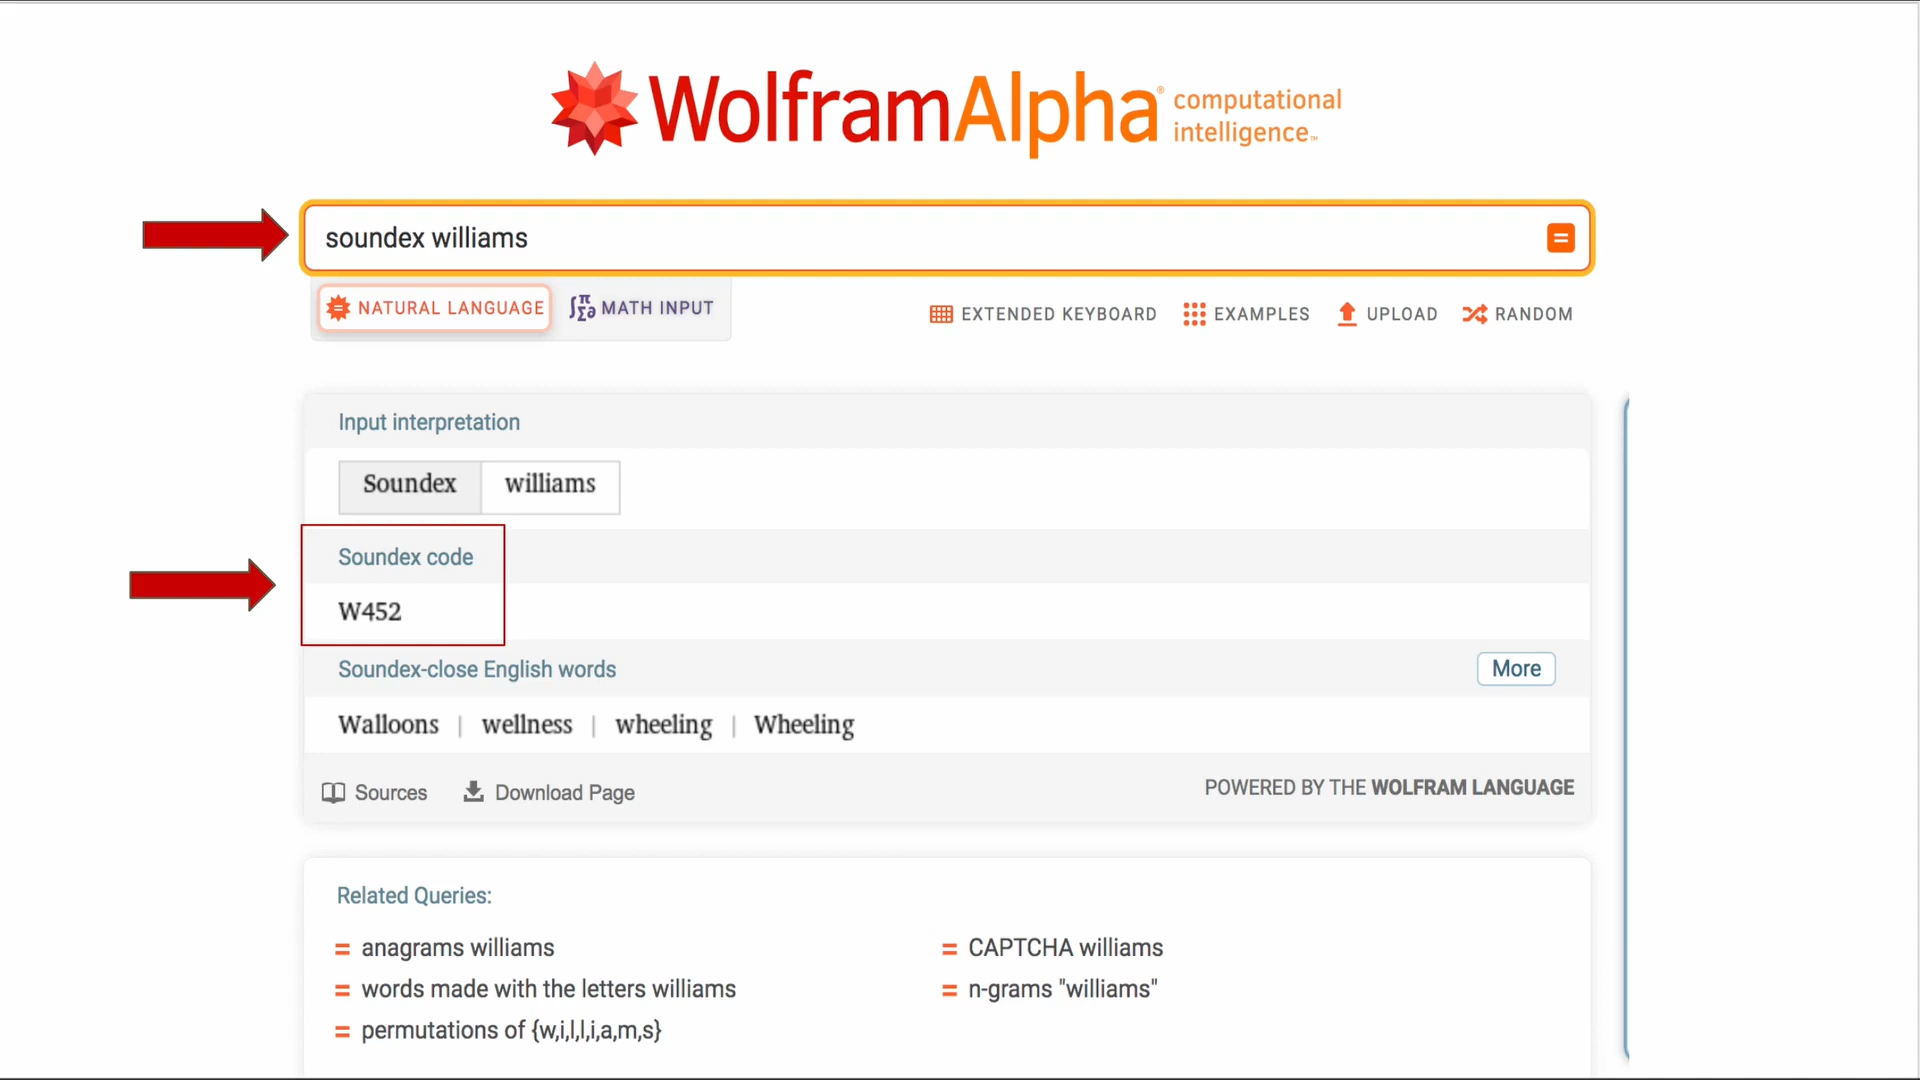 WolframAlpha® computational intelligence™
soundex williams
NATURAL LANGUAGE MATH INPUT EXTENDED KEYBOARD EXAMPLES UPLOAD RANDOM
Input interpretation
Soundex williams
Soundex code
W452
Soundex-close English words More
Walloons | wellness | wheeling | Wheeling
Sources Download Page POWERED BY THE WOLFRAM LANGUAGE
Related Queries:
= anagrams williams = CAPTCHA williams
= words made with the letters williams = n-grams "williams"
= permutations of {w,i,l,l,i,a,m,s}